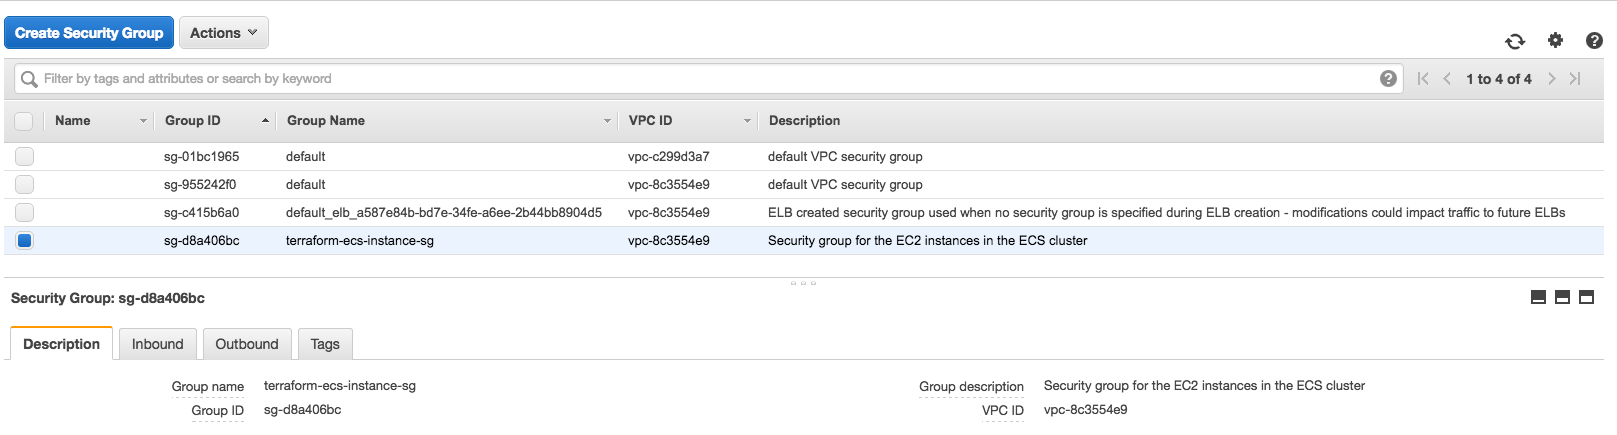 Create Security Group Actions
Filter by tags and attributes or search by keyword 1 to 4 of 4
Name Group ID Group Name VPC ID Description
sg-01bc1965 default vpc-c299d3a7 default VPC security group
sg-955242f0 default vpc-8c3554e9 default VPC security group
sg-c415b6a0 default_elb_a587e84b-bd7e-34fe-a6ee-2b44bb8904d5 vpc-8c3554e9 ELB created security group used when no security group is specified during ELB creation - modifications could impact traffic to future ELBs
sg-d8a406bc terraform-ecs-instance-sg vpc-8c3554e9 Security group for the EC2 instances in the ECS cluster
Security Group: sg-d8a406bc
Description Inbound Outbound Tags
Group name terraform-ecs-instance-sg Group description Security group for the EC2 instances in the ECS cluster
Group ID sg-d8a406bc VPC ID vpc-8c3554e9